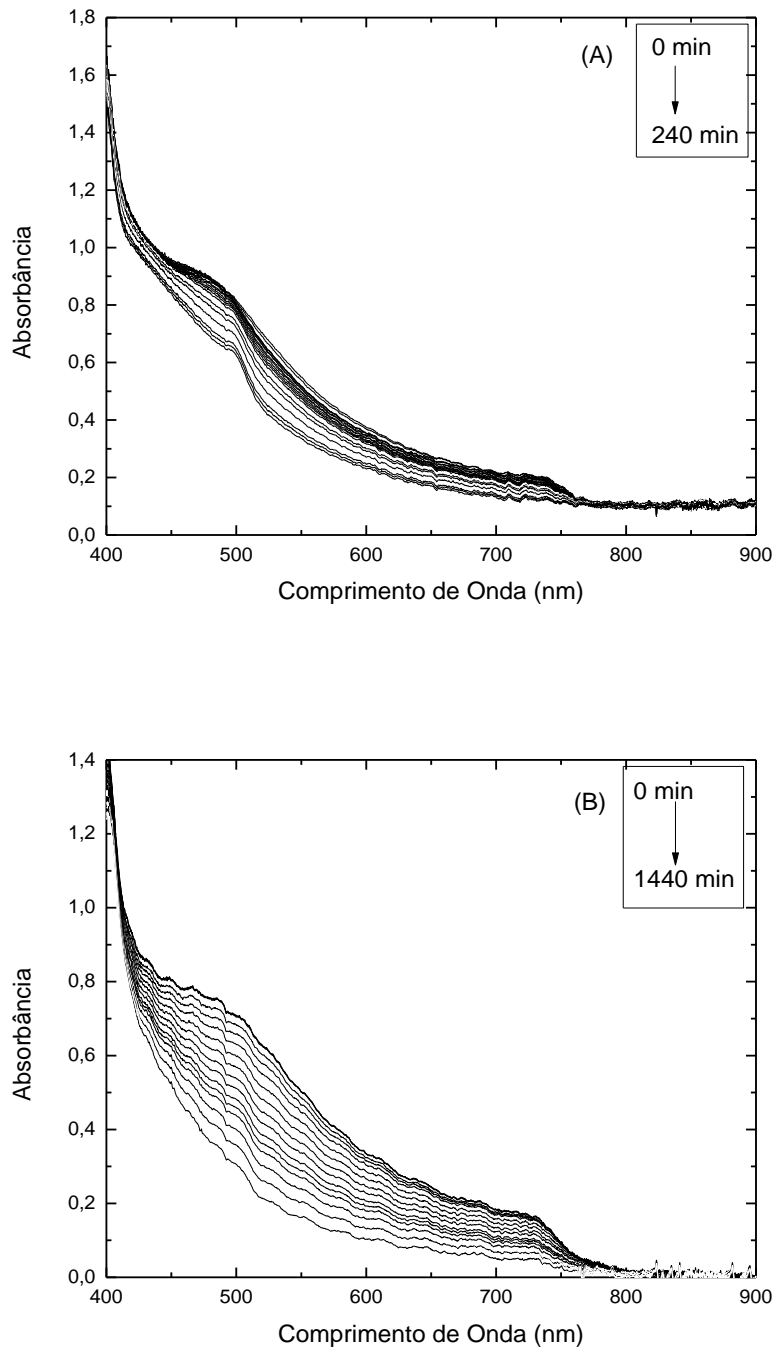 1,8
(A)
0 min
240 min
1,6
1,4
1,2
1,0
0,8
0,6
0,4
0,2
0,0
Absorbância
400 500 600 700 800 900
Comprimento de Onda (nm)
1,4
(B)
0 min
1440 min
1,2
1,0
0,8
0,6
0,4
0,2
0,0
Absorbância
400 500 600 700 800 900
Comprimento de Onda (nm)